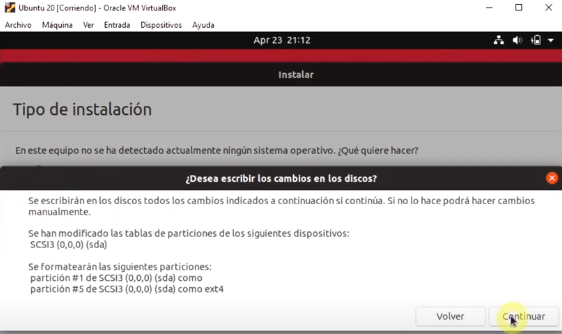 Ubuntu 20 [Corriendo] - Oracle VM VirtualBox
Archivo Máquina Ver Entrada Dispositivos Ayuda
Apr 23 21:12
Instalar
Tipo de instalación
En este equipo no se ha detectado actualmente ningún sistema operativo. ¿Qué quiere hacer?
¿Desea escribir los cambios en los discos?
Se escribirán en los discos todos los cambios indicados a continuación si continúa. Si no lo hace podrá hacer cambios
manualmente.
Se han modificado las tablas de particiones de los siguientes dispositivos:
SCSI3 (0,0,0) (sda)
Se formatearán las siguientes particiones:
partición #1 de SCSI3 (0,0,0) (sda) como
partición #5 de SCSI3 (0,0,0) (sda) como ext4
Volver Continuar